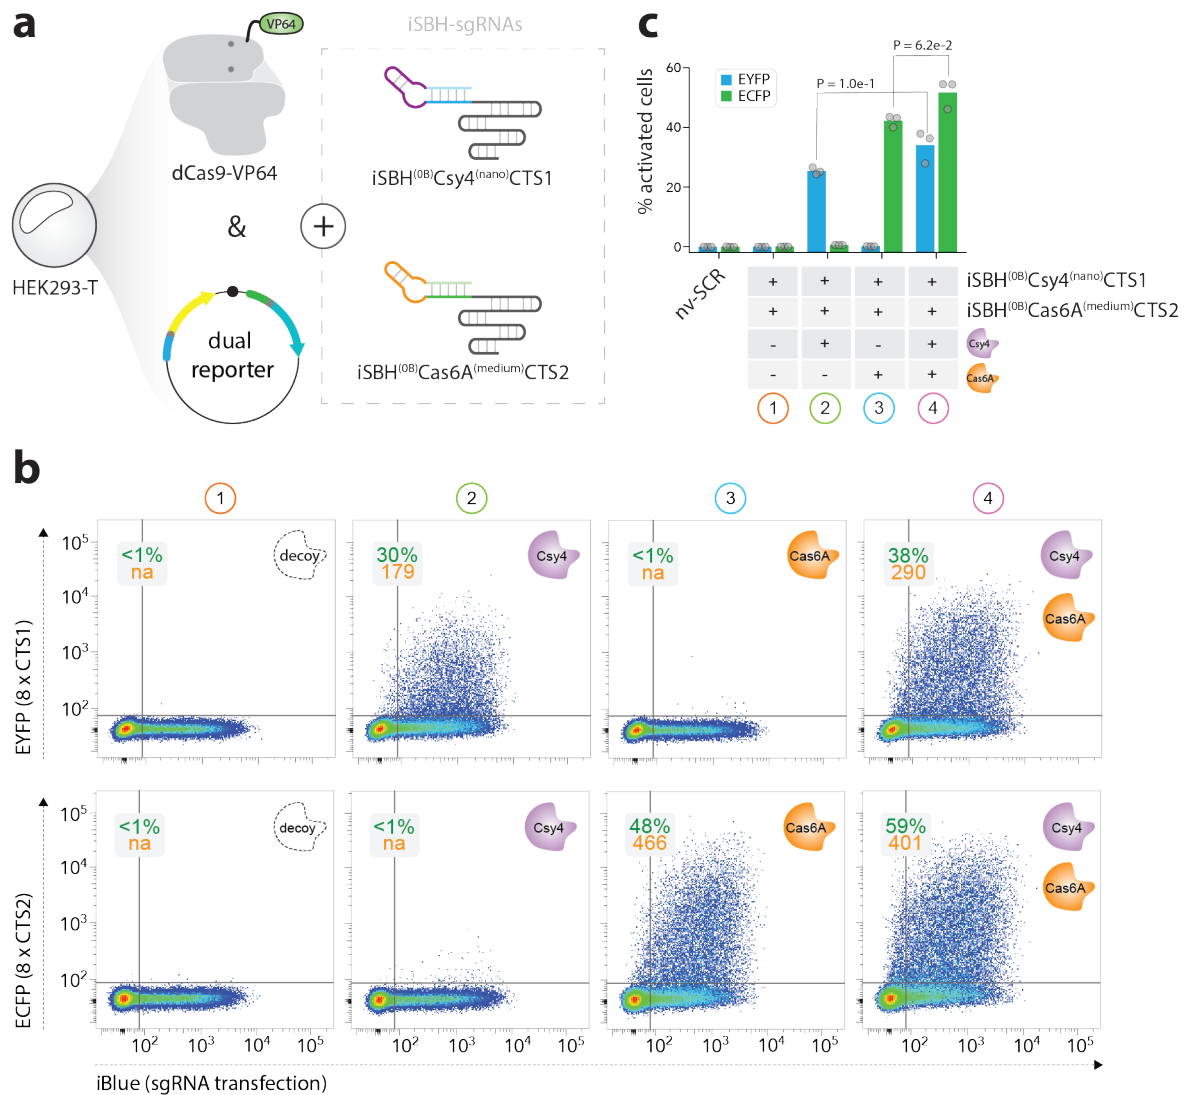 a
VP64
iSBH-sgRNAs
dCas9-VP64
&
+
HEK293-T
dual
reporter
iSBH(0B)Csy4(nano)CTS1
iSBH(0B)Cas6A(medium)CTS2
c
P = 6.2e-2
P = 1.0e-1
EYFP
ECFP
% activated cells
60
40
20
0
nv-SCR
+ + + + iSBH(0B)Csy4(nano)CTS1
+ + + + iSBH(0B)Cas6A(medium)CTS2
- + - + Csy4
- - + + Cas6A
1 2 3 4
b
1 2 3 4
EYFP (8 x CTS1)
10^5
10^4
10^3
10^2
<1%
na
decoy
30%
179
Csy4
<1%
na
Cas6A
38%
290
Csy4
Cas6A
ECFP (8 x CTS2)
10^5
10^4
10^3
10^2
<1%
na
decoy
<1%
na
Csy4
48%
466
Cas6A
59%
401
Csy4
Cas6A
10^2 10^3 10^4 10^5 10^2 10^3 10^4 10^5 10^2 10^3 10^4 10^5 10^2 10^3 10^4 10^5
iBlue (sgRNA transfection)